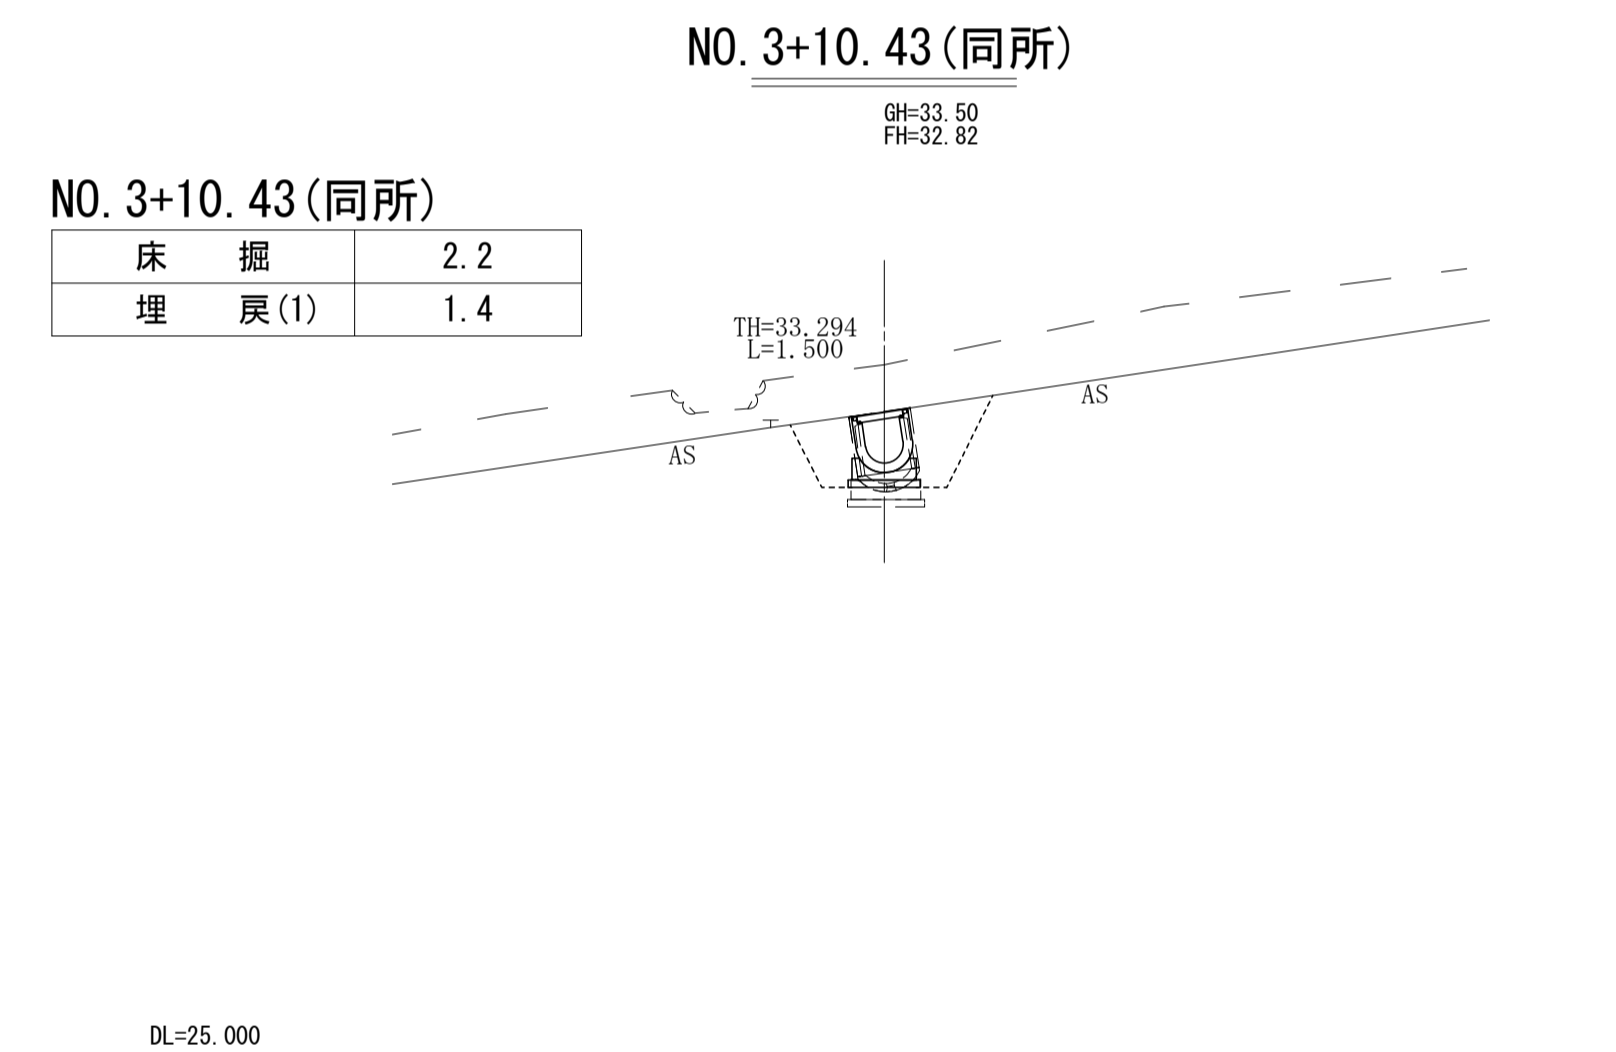 NO.3+10.43(同所)
GH=33.50
FH=32.82
NO.3+10.43(同所)
床 掘 2.2
埋 戻(1) 1.4
TH=33.294
L=1.500
AS
AS
DL=25.000